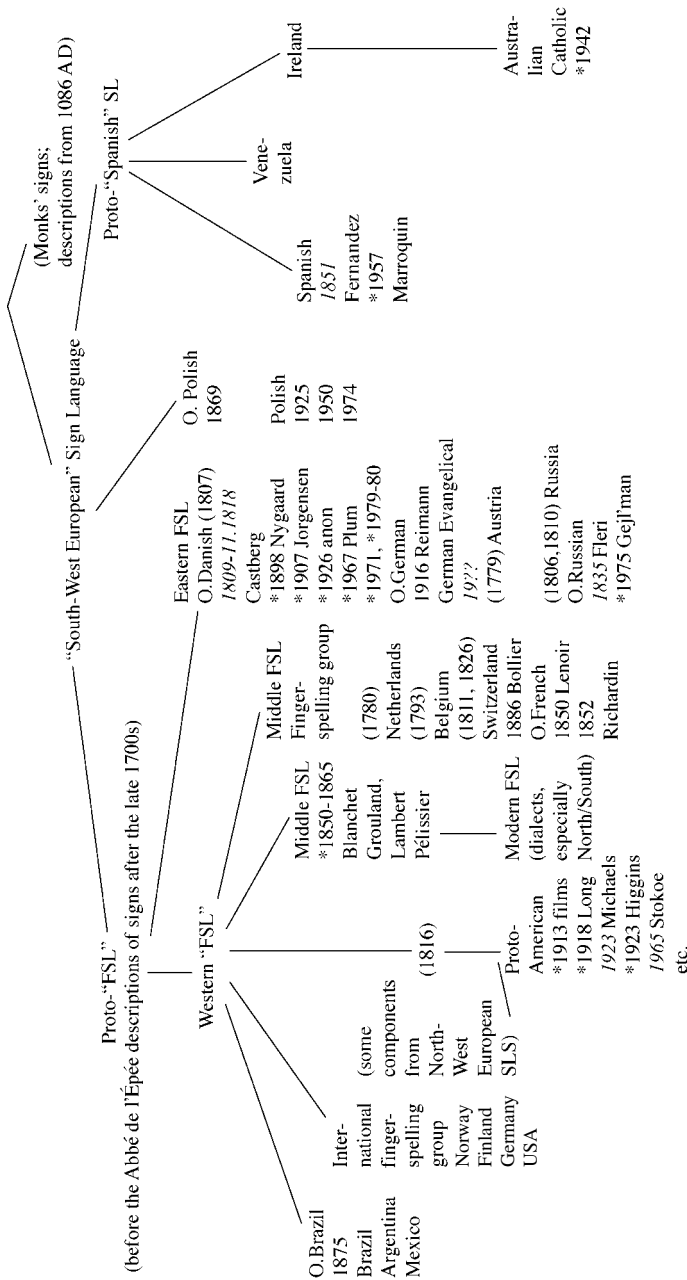 (Monks' signs;
descriptions from 1086 AD)
"South-West European" Sign Language
Proto-"Spanish" SL
Proto-"FSL"
(before the Abbé de l'Épée descriptions of signs after the late 1700s)
Western "FSL"
O.Brazil
1875
Brazil
Argentina
Mexico
Inter-
national
finger-
spelling
group
Norway
Finland
Germany
USA
(some
components
from
North-
West
European
SLS)
(1816)
Proto-
American
*1913 films
*1918 Long
1923 Michaels
*1923 Higgins
1965 Stokoe
etc.
Middle FSL
*1850-1865
Blanchet
Grouland,
Lambert
Pélissier
Modern FSL
(dialects,
especially
North/South)
Middle FSL
Finger-
spelling group
(1780)
Netherlands
(1793)
Belgium
(1811, 1826)
Switzerland
1886 Bollier
O.French
1850 Lenoir
1852
Richardin
Eastern FSL
O.Danish (1807)
1809-11.1818
Castberg
*1898 Nygaard
*1907 Jorgensen
*1926 anon
*1967 Plum
*1971, *1979-80
O.German
1916 Reimann
German Evangelical
19??
(1779) Austria
(1806,1810) Russia
O.Russian
1835 Fleri
*1975 Gejl'man
O. Polish
1869
Polish
1925
1950
1974
Spanish
1851
Fernandez
*1957
Marroquin
Vene-
zuela
Ireland
Austra-
lian
Catholic
*1942